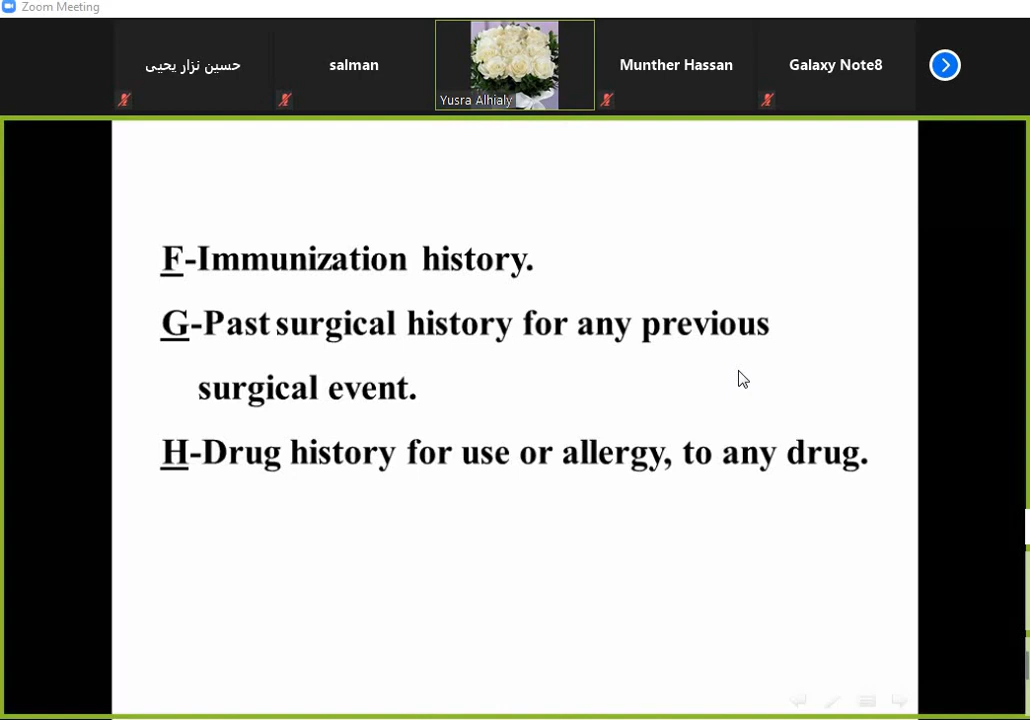 Zoom Meeting
حسين نزار يحيى
salman
Yusra Alhialy
Munther Hassan
Galaxy Note8
F-Immunization history.
G-Past surgical history for any previous
surgical event.
H-Drug history for use or allergy, to any drug.